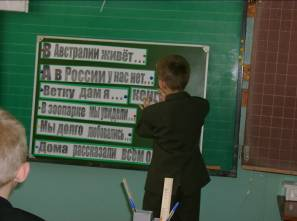 В Австралии живёт...
А в России у нас нет...
Ветку дам я...
В зоопарке мы увидели...
Мы долго любовались...
Дома рассказали всем о